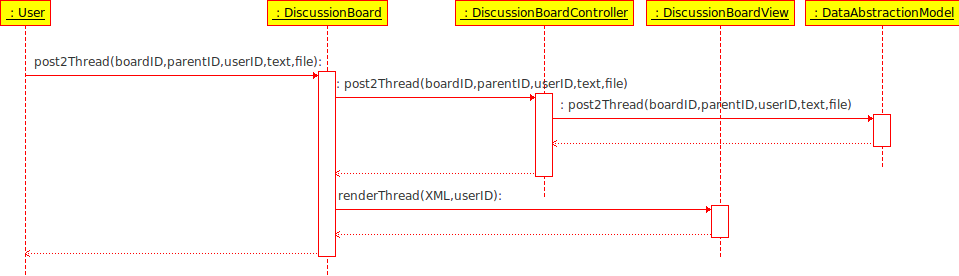 : User
: DiscussionBoard
: DiscussionBoardController
: DiscussionBoardView
: DataAbstractionModel
post2Thread(boardID,parentID,userID,text,file):
: post2Thread(boardID,parentID,userID,text,file)
: post2Thread(boardID,parentID,userID,text,file)
renderThread(XML,userID):